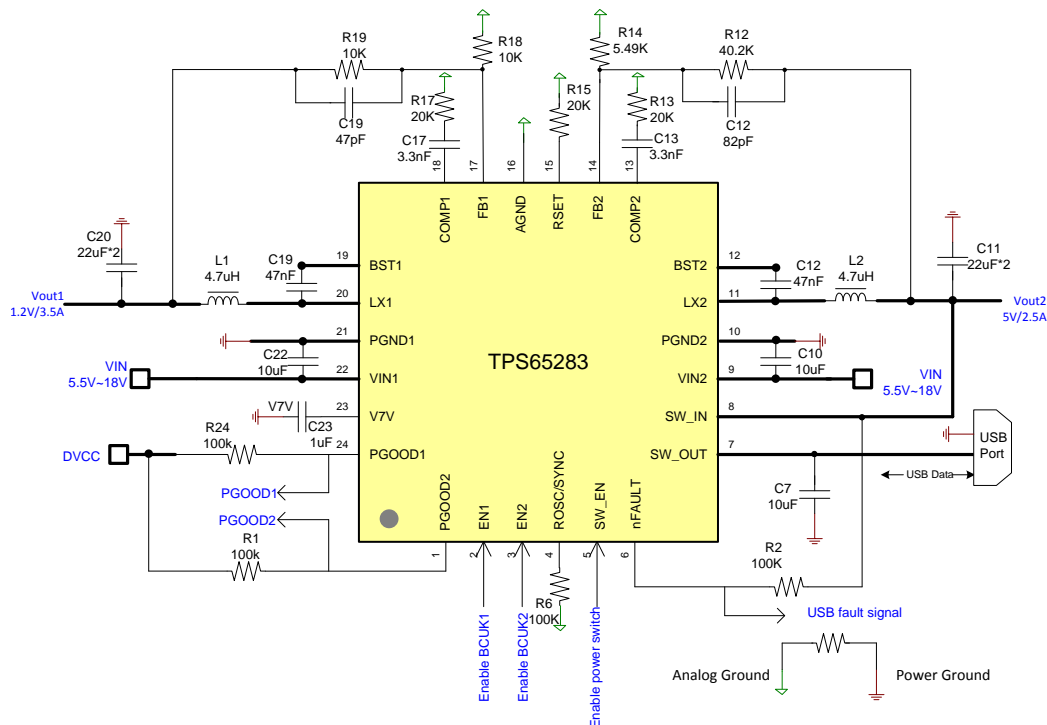 R19
10K
C19
47pF
R18
10K
R17
20K
C17
3.3nF
R14
5.49K
R15
20K
R13
20K
C13
3.3nF
R12
40.2K
C12
82pF
18
17
16
15
14
13
COMP1
FB1
AGND
RSET
FB2
COMP2
C20
22uF*2
L1
4.7uH
C19
47nF
Vout1
1.2V/3.5A
19
BST1
20
LX1
21
PGND1
C22
10uF
VIN
5.5V~18V
22
VIN1
V7V
C23
1uF
23
V7V
DVCC
R24
100k
24
PGOOD1
PGOOD1
PGOOD2
R1
100k
TPS65283
12
BST2
11
LX2
10
PGND2
9
VIN2
8
SW_IN
7
SW_OUT
C12
47nF
L2
4.7uH
C11
22uF*2
Vout2
5V/2.5A
C10
10uF
VIN
5.5V~18V
USB
Port
USB Data
C7
10uF
PGOOD2
EN1
EN2
ROSC/SYNC
SW_EN
nFAULT
1
2
3
4
5
6
R6
100K
R2
100K
Enable BCUK1
Enable BCUK2
Enable power switch
USB fault signal
Analog Ground
Power Ground